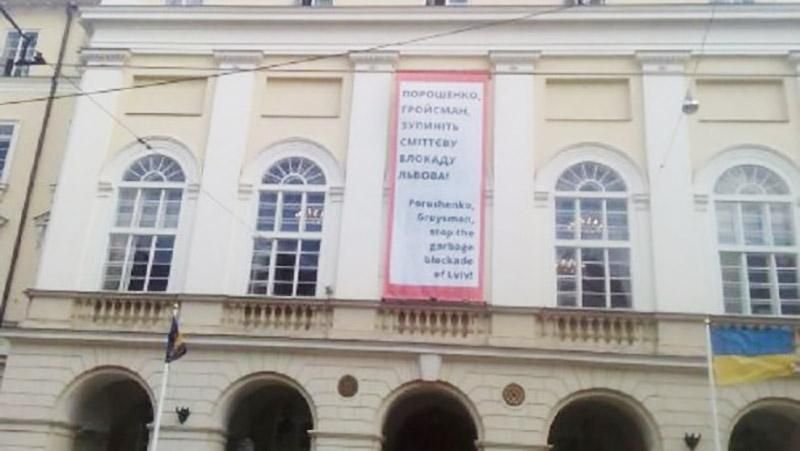 ПОРОШЕНКО,
ГРОЙСМАН,
ЗУПИНІТЬ
СМІТТЄВУ
БЛОКАДУ
ЛЬВОВА!
Poroshenko,
Groysman,
stop the
garbage
blockade
of Lviv!